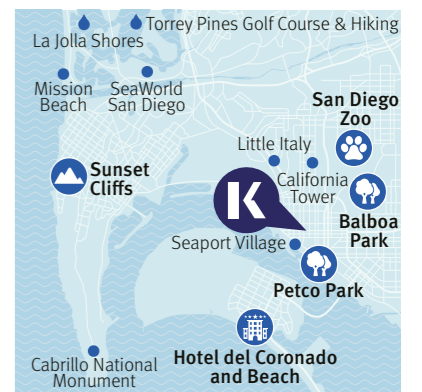 Torrey Pines Golf Course & Hiking
La Jolla Shores
Mission
Beach
SeaWorld
San Diego
San Diego
Zoo
Little Italy
Sunset
Cliffs
California
Tower
K
Balboa
Park
Seaport Village
Petco Park
Hotel del Coronado
and Beach
Cabrillo National
Monument